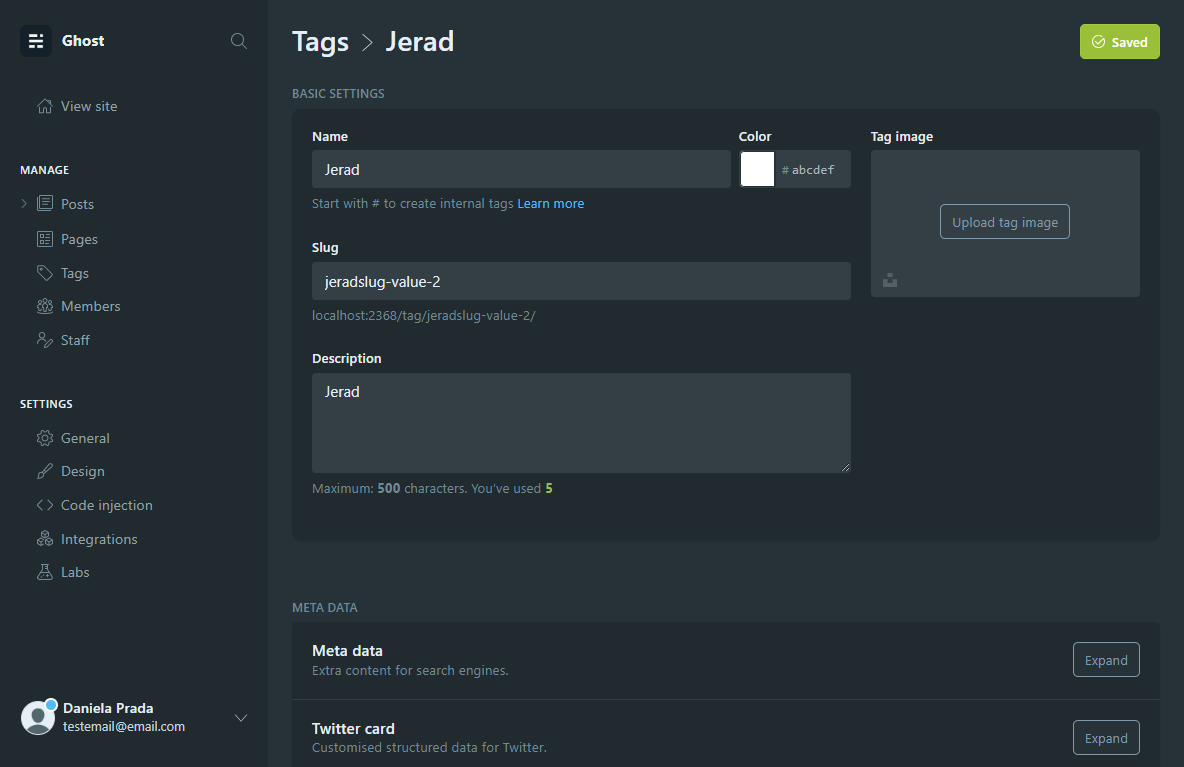 Ghost
View site
MANAGE
Posts
Pages
Tags
Members
Staff
SETTINGS
General
Design
Code injection
Integrations
Labs
Daniela Prada
testemail@email.com
Tags > Jerad
Saved
BASIC SETTINGS
Name
Jerad
Start with # to create internal tags Learn more
Color
# abcdef
Tag image
Upload tag image
Slug
jeradslug-value-2
localhost:2368/tag/jeradslug-value-2/
Description
Jerad
Maximum: 500 characters. You've used 5
META DATA
Meta data
Extra content for search engines.
Expand
Twitter card
Customised structured data for Twitter.
Expand